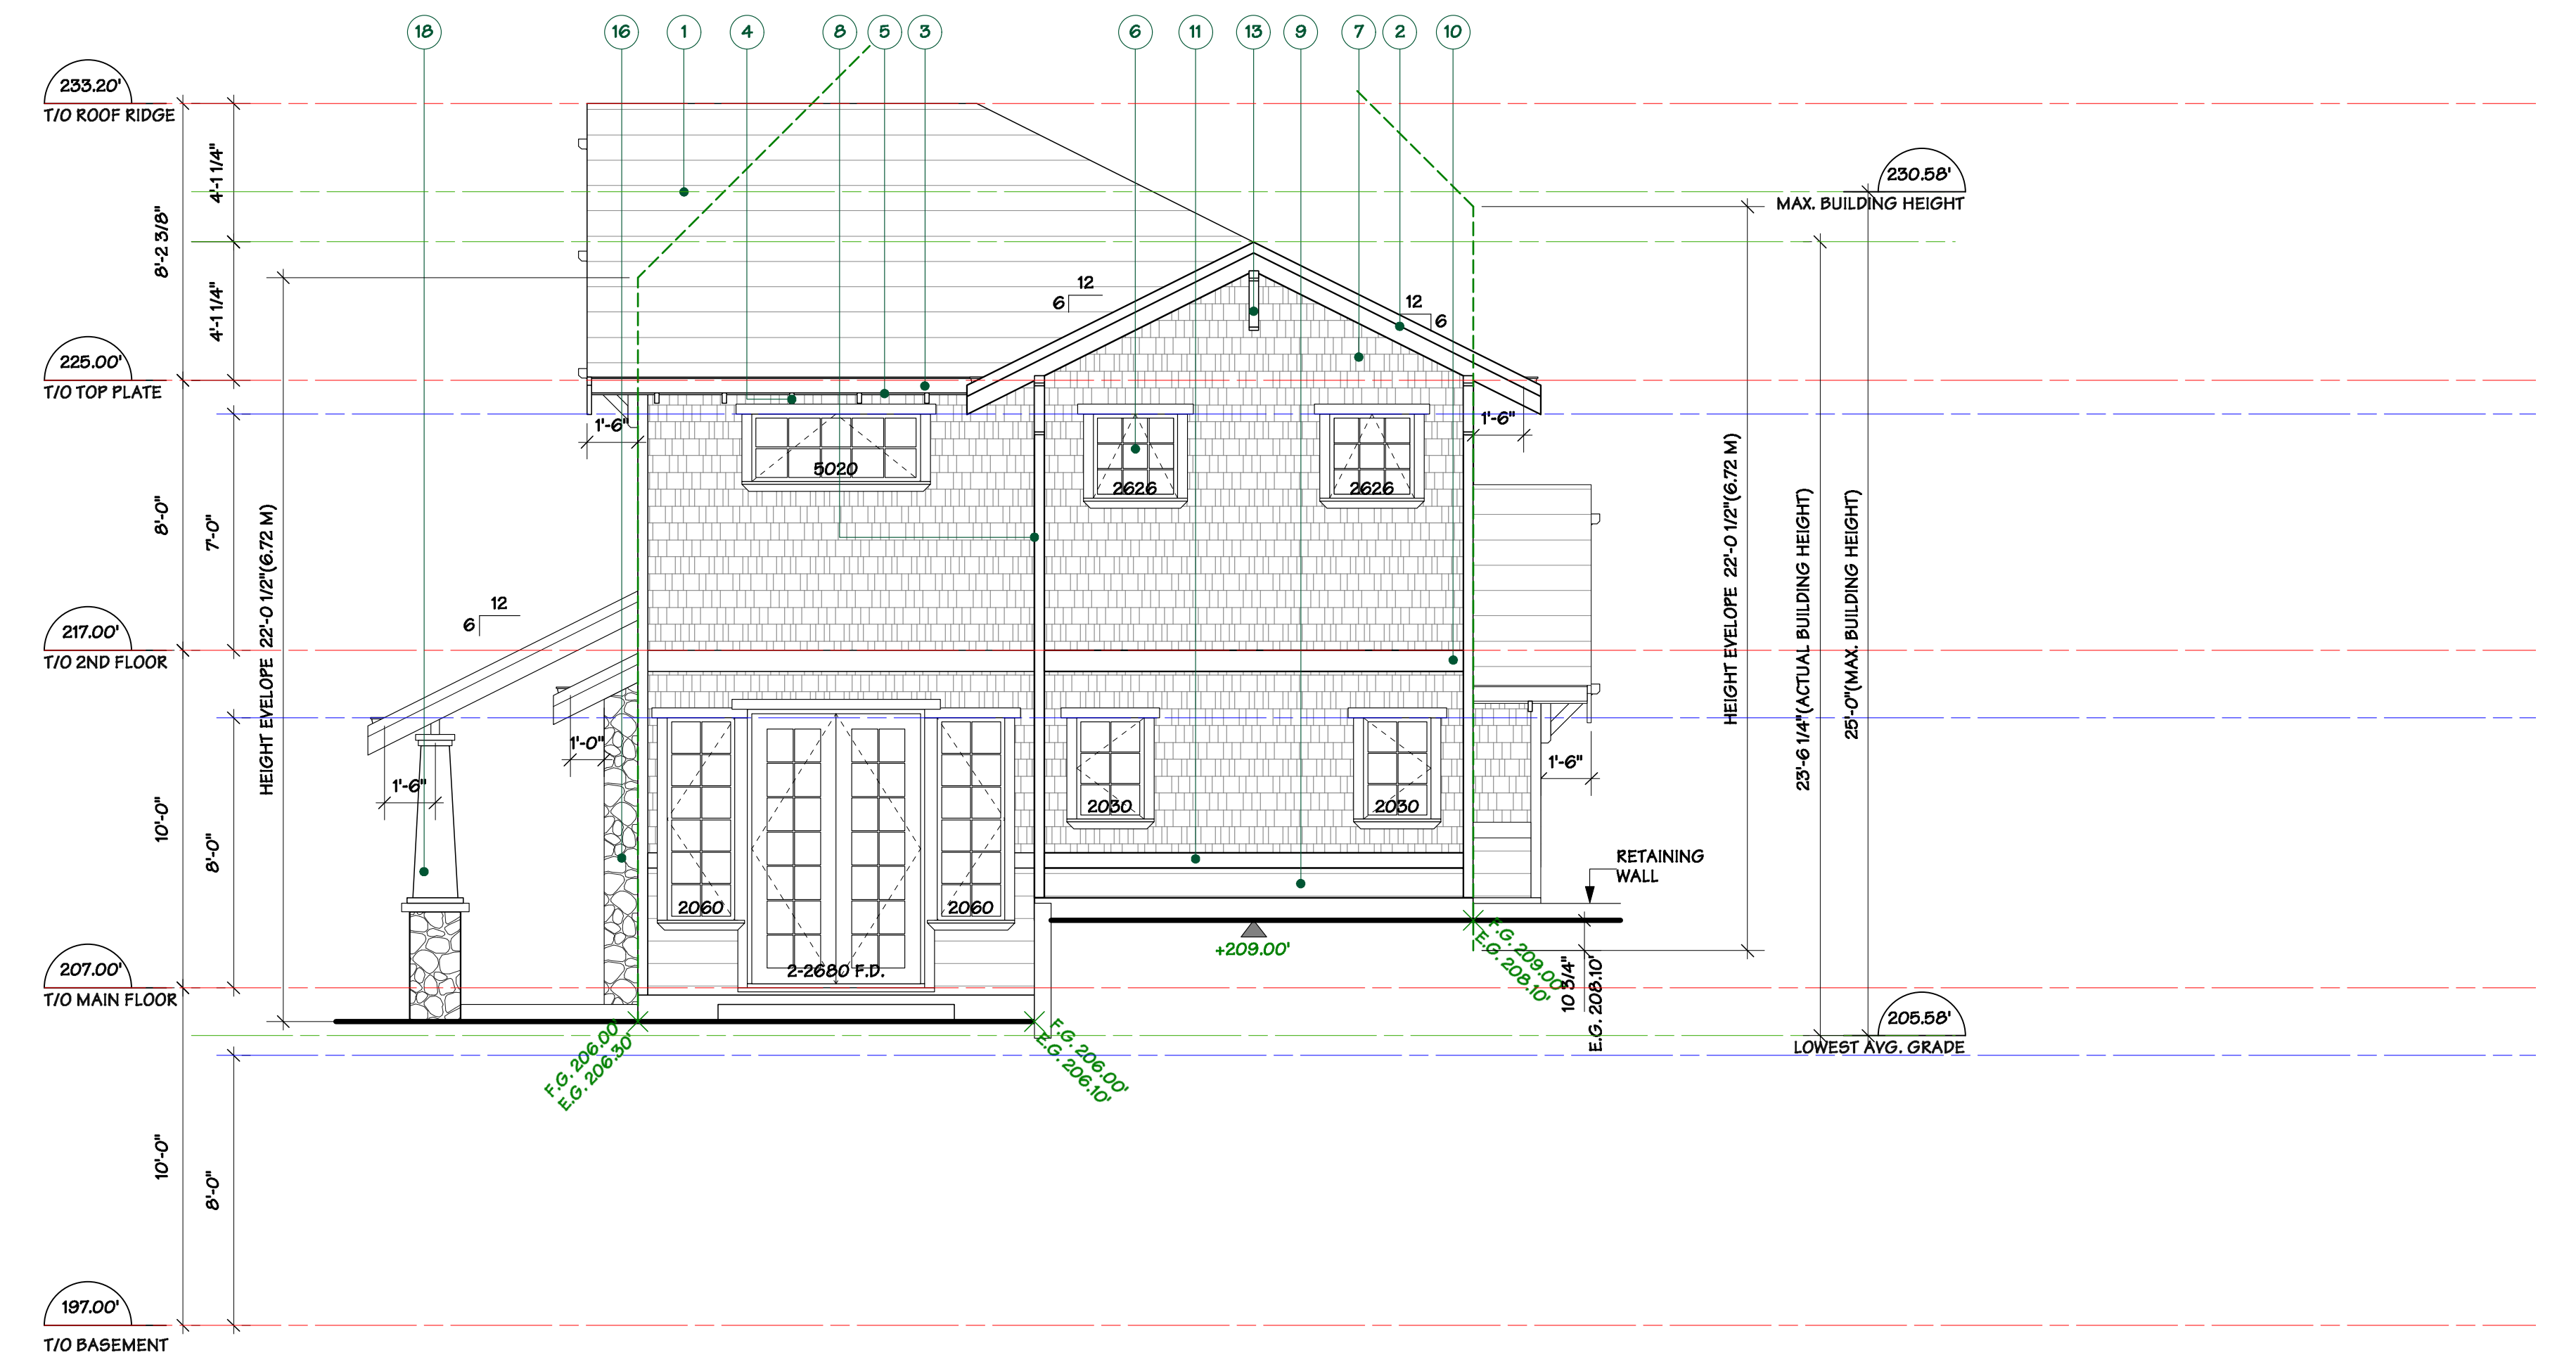 18 16 1 4 8 5 3 6 11 13 9 7 2 10
233.20'
T/O ROOF RIDGE
4'-1 1/4"
8'-2 3/8"
4'-1 1/4"
230.58'
MAX. BUILDING HEIGHT
12
6
12
6
225.00'
T/O TOP PLATE
1'-6"
1'-6"
5020
2626
2626
8'-0"
7'-0"
HEIGHT EVELOPE 22'-0 1/2"(6.72 M)
HEIGHT EVELOPE 22'-0 1/2"(6.72 M)
23'-6 1/4"(ACTUAL BUILDING HEIGHT)
25'-0"(MAX. BUILDING HEIGHT)
12
6
217.00'
T/O 2ND FLOOR
1'-0"
1'-6"
1'-6"
2030
2030
10'-0"
8'-0"
RETAINING
WALL
2060
2060
2-2680 F.D.
+209.00'
F.G. 209.00'
E.G. 208.10'
10 3/4"
E.G. 208.10'
207.00'
T/O MAIN FLOOR
205.58'
LOWEST AVG. GRADE
F.G. 206.00'
E.G. 206.30'
F.G. 206.00'
E.G. 206.10'
10'-0"
8'-0"
197.00'
T/O BASEMENT